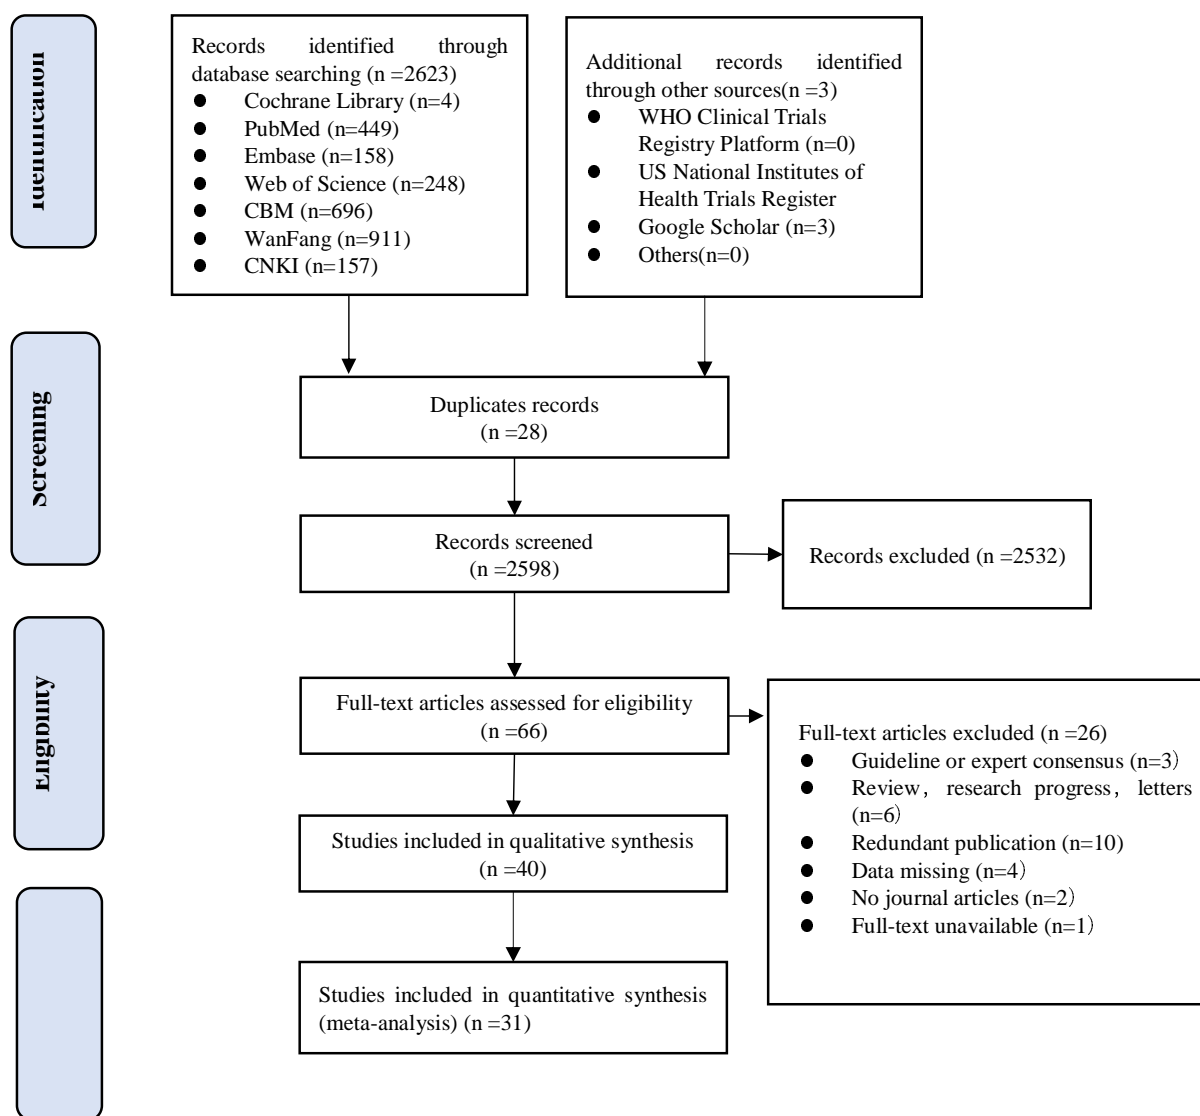 Identification
Records identified through
database searching (n =2623)
● Cochrane Library (n=4)
● PubMed (n=449)
● Embase (n=158)
● Web of Science (n=248)
● CBM (n=696)
● WanFang (n=911)
● CNKI (n=157)
Additional records identified
through other sources(n =3)
● WHO Clinical Trials
Registry Platform (n=0)
● US National Institutes of
Health Trials Register
● Google Scholar (n=3)
● Others(n=0)
Screening
Duplicates records
(n =28)
Records screened
(n =2598)
Records excluded (n =2532)
Eligibility
Full-text articles assessed for eligibility
(n =66)
Full-text articles excluded (n =26)
● Guideline or expert consensus (n=3）
● Review，research progress，letters
(n=6）
● Redundant publication (n=10)
● Data missing (n=4）
● No journal articles (n=2）
● Full-text unavailable (n=1）
Studies included in qualitative synthesis
(n =40)
Studies included in quantitative synthesis
(meta-analysis) (n =31)